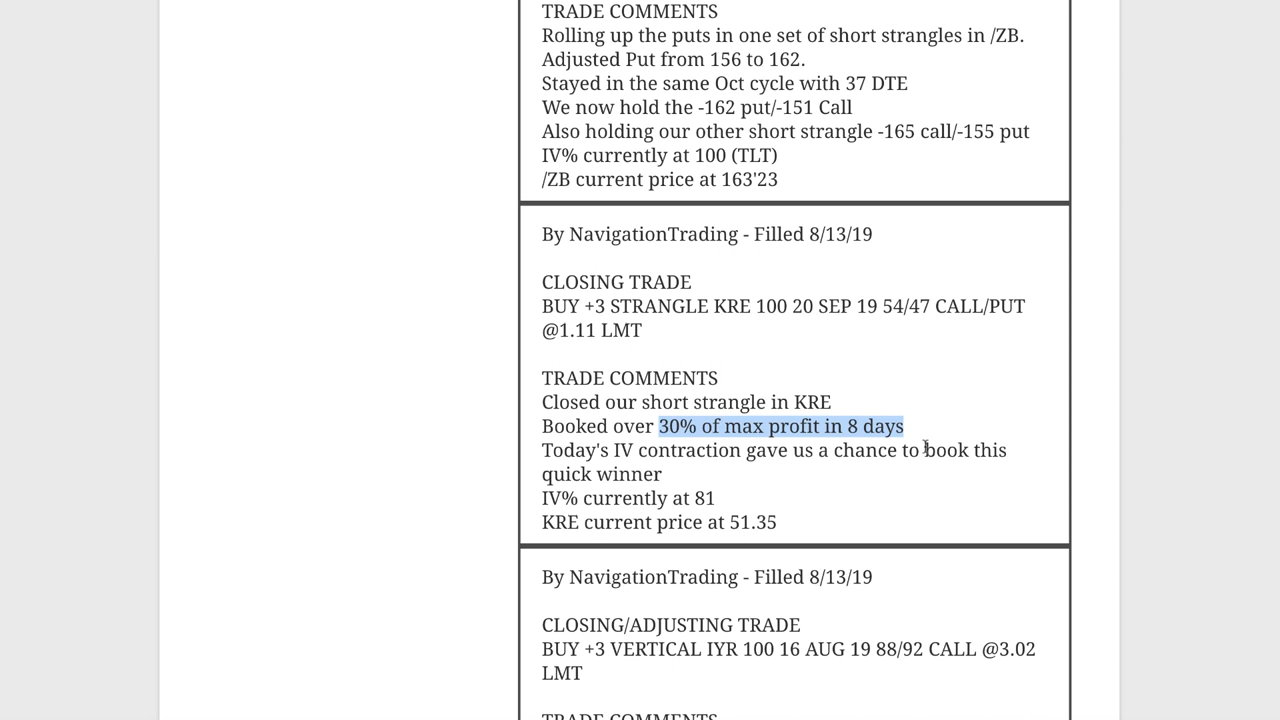 TRADE COMMENTS
Rolling up the puts in one set of short strangles in /ZB.
Adjusted Put from 156 to 162.
Stayed in the same Oct cycle with 37 DTE
We now hold the -162 put/-151 Call
Also holding our other short strangle -165 call/-155 put
IV% currently at 100 (TLT)
/ZB current price at 163'23
By NavigationTrading - Filled 8/13/19
CLOSING TRADE
BUY +3 STRANGLE KRE 100 20 SEP 19 54/47 CALL/PUT
@1.11 LMT
TRADE COMMENTS
Closed our short strangle in KRE
Booked over 30% of max profit in 8 days
Today's IV contraction gave us a chance to book this
quick winner
IV% currently at 81
KRE current price at 51.35
By NavigationTrading - Filled 8/13/19
CLOSING/ADJUSTING TRADE
BUY +3 VERTICAL IYR 100 16 AUG 19 88/92 CALL @3.02
LMT
TRADE COMMENTS